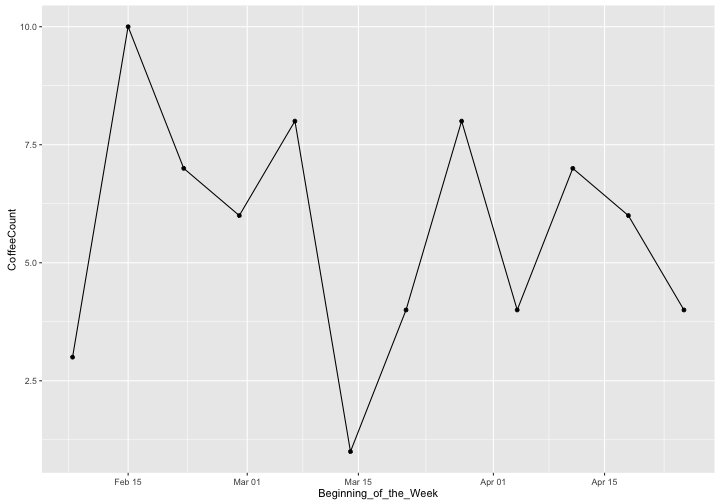 10.0
7.5
5.0
2.5
CoffeeCount
Feb 15
Mar 01
Mar 15
Apr 01
Apr 15
Beginning_of_the_Week